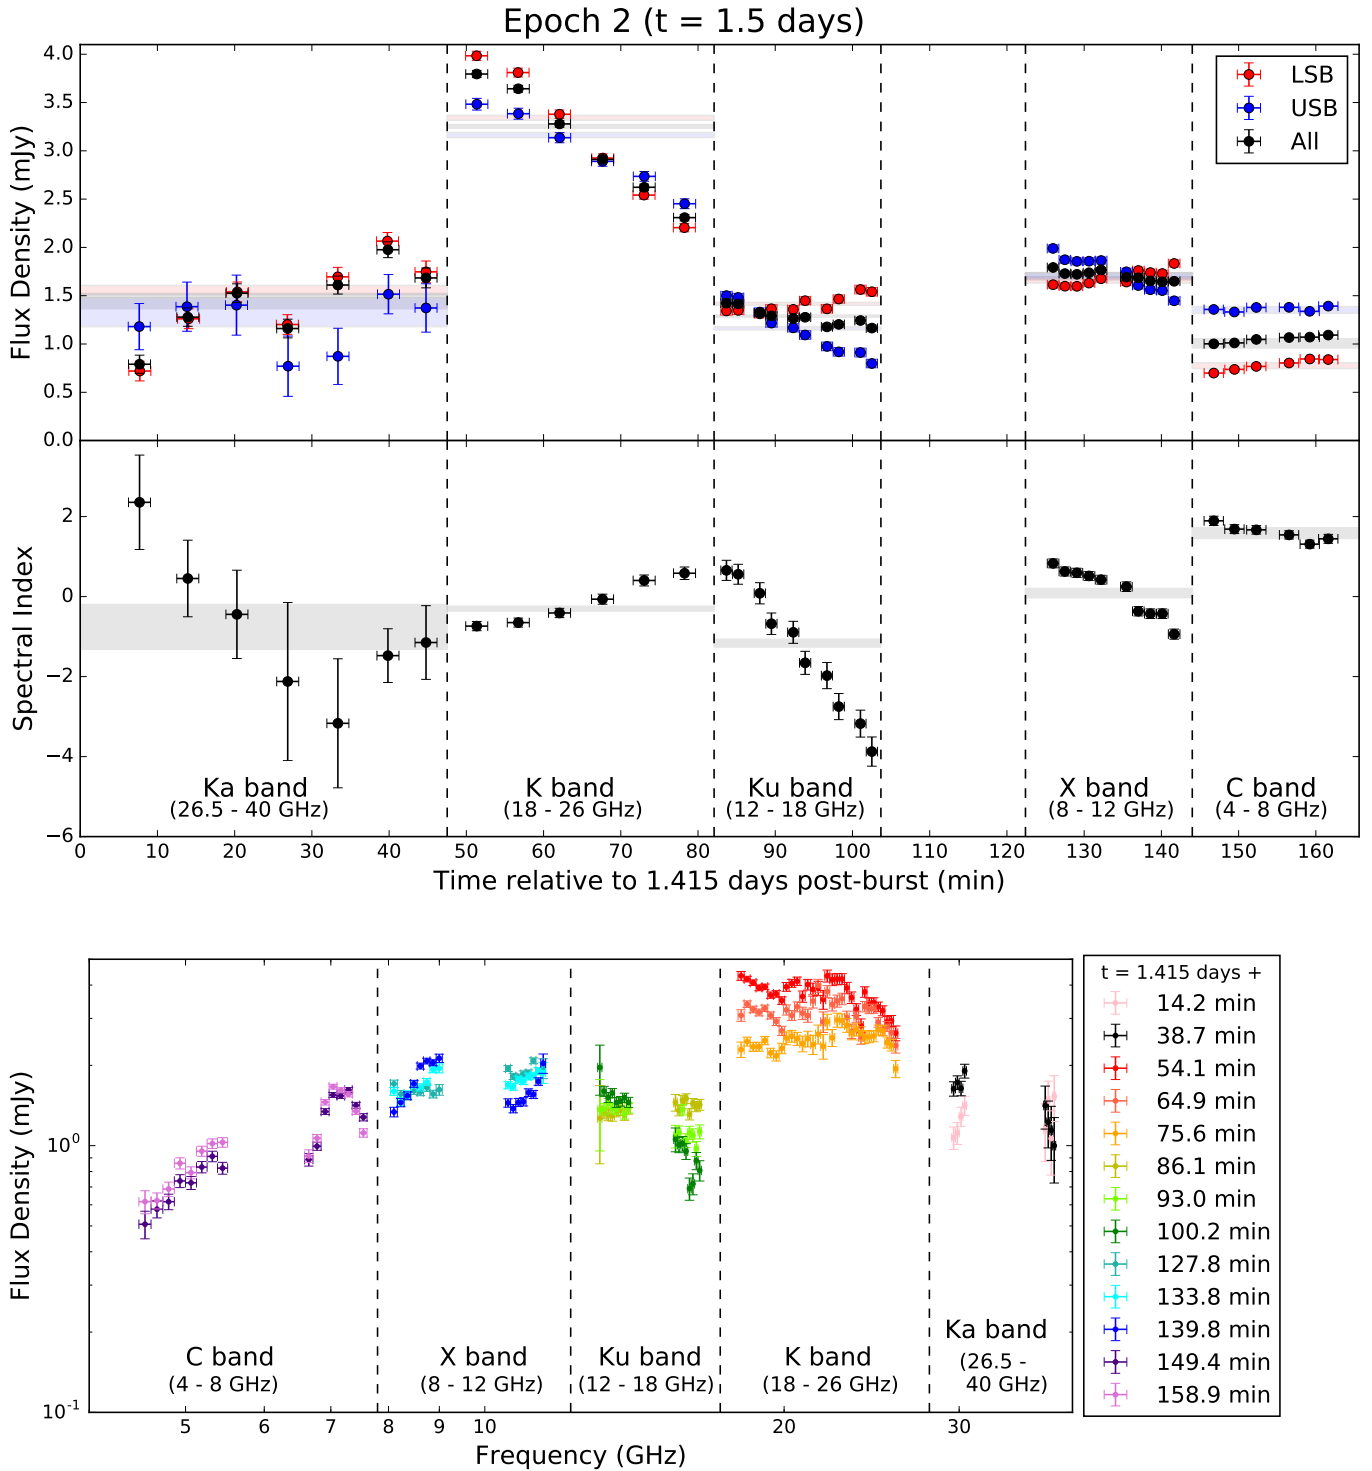 Epoch 2 (t = 1.5 days)
Flux Density (mJy)
4.0
3.5
3.0
2.5
2.0
1.5
1.0
0.5
0.0
LSB
USB
All
Spectral Index
2
0
−2
−4
−6
Ka band
(26.5 - 40 GHz)
K band
(18 - 26 GHz)
Ku band
(12 - 18 GHz)
X band
(8 - 12 GHz)
C band
(4 - 8 GHz)
0 10 20 30 40 50 60 70 80 90 100 110 120 130 140 150 160
Time relative to 1.415 days post-burst (min)
Flux Density (mJy)
10^0
10^-1
C band
(4 - 8 GHz)
X band
(8 - 12 GHz)
Ku band
(12 - 18 GHz)
K band
(18 - 26 GHz)
Ka band
(26.5 -
40 GHz)
5 6 7 8 9 10 20 30
Frequency (GHz)
t = 1.415 days +
14.2 min
38.7 min
54.1 min
64.9 min
75.6 min
86.1 min
93.0 min
100.2 min
127.8 min
133.8 min
139.8 min
149.4 min
158.9 min